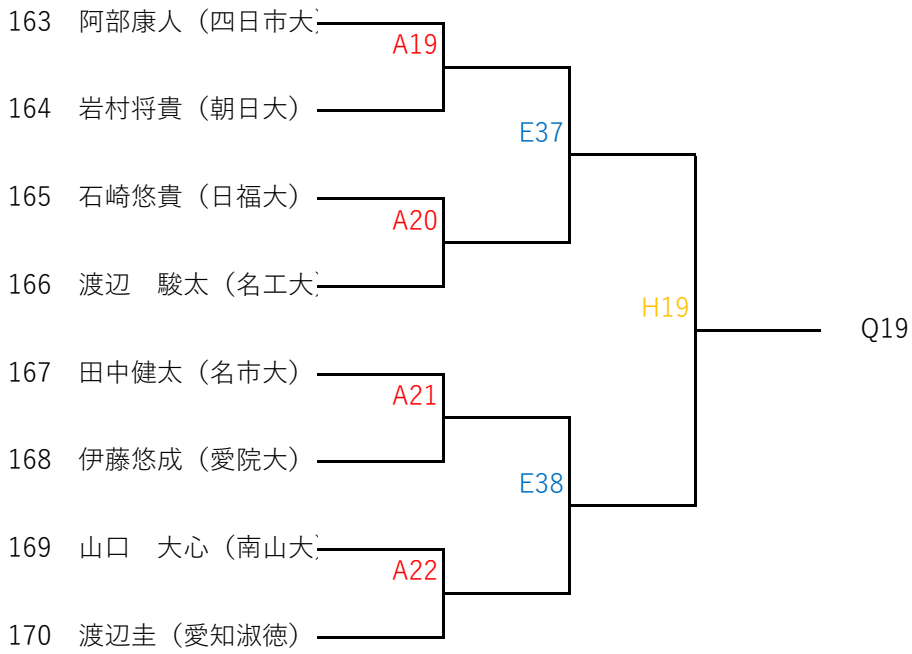 163 阿部康人（四日市大）
A19
164 岩村将貴（朝日大）
E37
165 石崎悠貴（日福大）
A20
166 渡辺　駿太（名工大）
H19
Q19
167 田中健太（名市大）
A21
168 伊藤悠成（愛院大）
E38
169 山口　大心（南山大）
A22
170 渡辺圭（愛知淑徳）